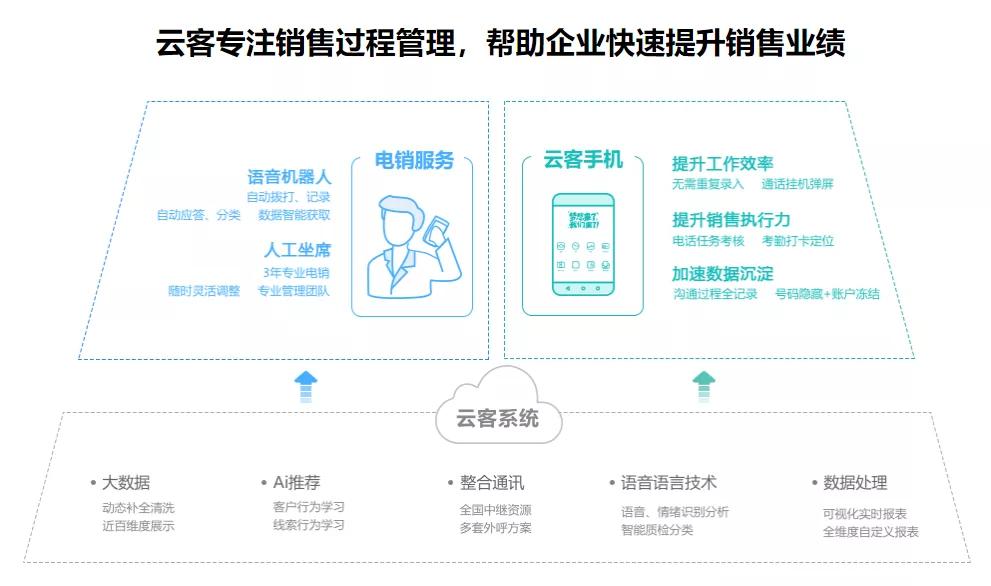 云客专注销售过程管理，帮助企业快速提升销售业绩
电销服务
语音机器人
自动拨打、记录
自动应答、分类 数据智能获取
人工坐席
3年专业电销
随时灵活调整 专业管理团队
云客手机
提升工作效率
无需重复录入 通话挂机弹屏
提升销售执行力
电话任务考核 考勤打卡定位
加速数据沉淀
沟通过程全记录 号码隐藏+账户冻结
云客系统
• 大数据
动态补全清洗
近百维度展示
• Ai推荐
客户行为学习
线索行为学习
• 整合通讯
全国中继资源
多套外呼方案
• 语音语言技术
语音、情绪识别分析
智能质检分类
• 数据处理
可视化实时报表
全维度自定义报表